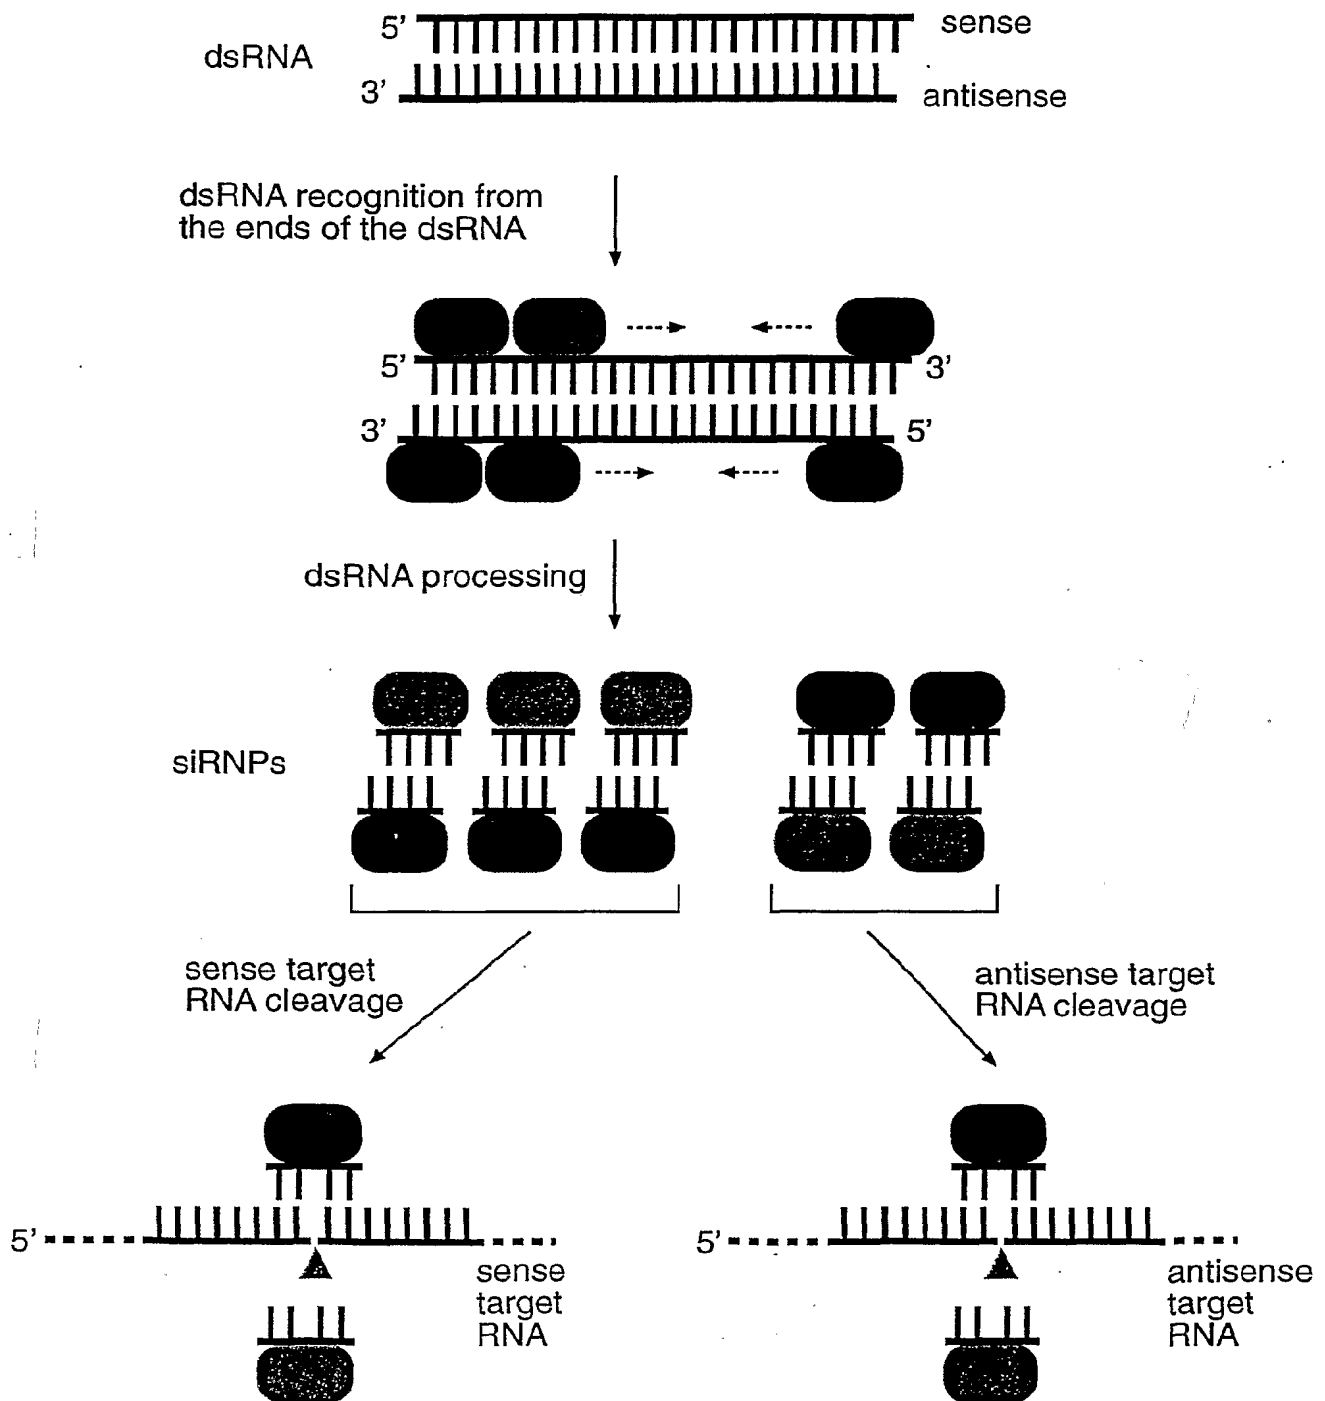 5' sense
dsRNA
3' antisense
dsRNA recognition from
the ends of the dsRNA
5' 3'
3' 5'
dsRNA processing
siRNPs
sense target
RNA cleavage
antisense target
RNA cleavage
5'
sense
target
RNA
5'
antisense
target
RNA